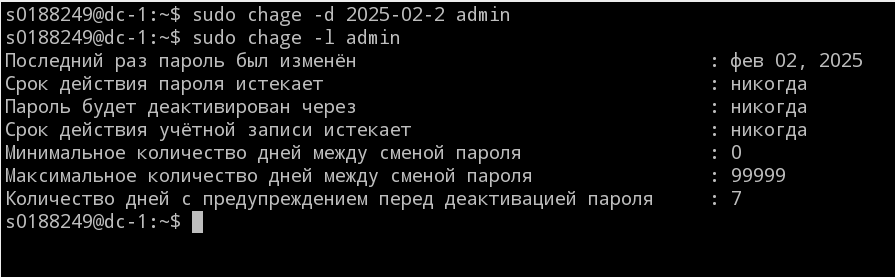 s0188249@dc-1:~$ sudo chage -d 2025-02-2 admin
s0188249@dc-1:~$ sudo chage -l admin
Последний раз пароль был изменён : фев 02, 2025
Срок действия пароля истекает : никогда
Пароль будет деактивирован через : никогда
Срок действия учётной записи истекает : никогда
Минимальное количество дней между сменой пароля : 0
Максимальное количество дней между сменой пароля : 99999
Количество дней с предупреждением перед деактивацией пароля : 7
s0188249@dc-1:~$